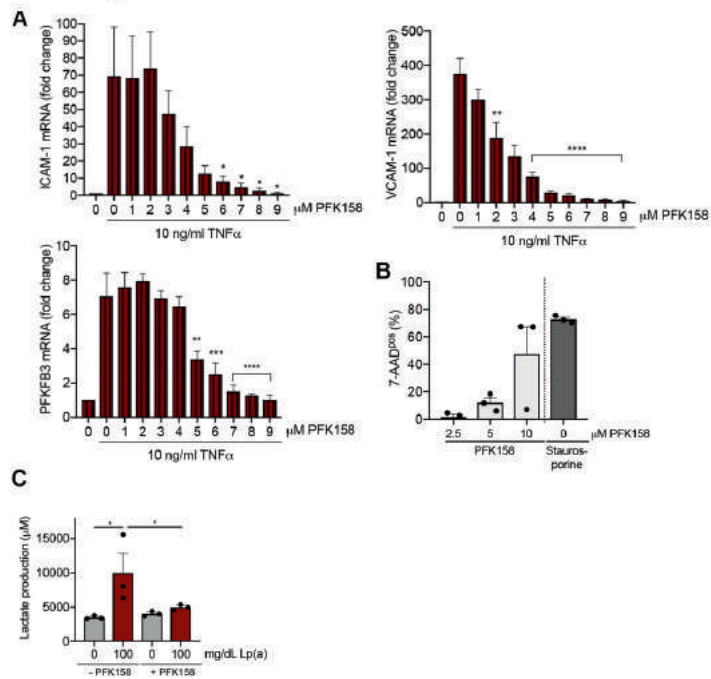 A
ICAM-1 mRNA (fold change)
100
90
80
70
60
50
40
30
20
10
0
* * * *
0 0 1 2 3 4 5 6 7 8 9 μM PFK158
10 ng/ml TNFα
VCAM-1 mRNA (fold change)
500
400
300
200
100
0
**
****
0 0 1 2 3 4 5 6 7 8 9 μM PFK158
10 ng/ml TNFα
PFKFB3 mRNA (fold change)
8
6
4
2
0
** *** ****
0 0 1 2 3 4 5 6 7 8 9 μM PFK158
10 ng/ml TNFα
B
7-AADpos (%)
100
80
60
40
20
0
2.5 5 10 0 μM PFK158
PFK158 Stauros-
porine
C
Lactate production (μM)
15000
10000
5000
0
* *
0 100 0 100 mg/dL Lp(a)
- PFK158 + PFK158